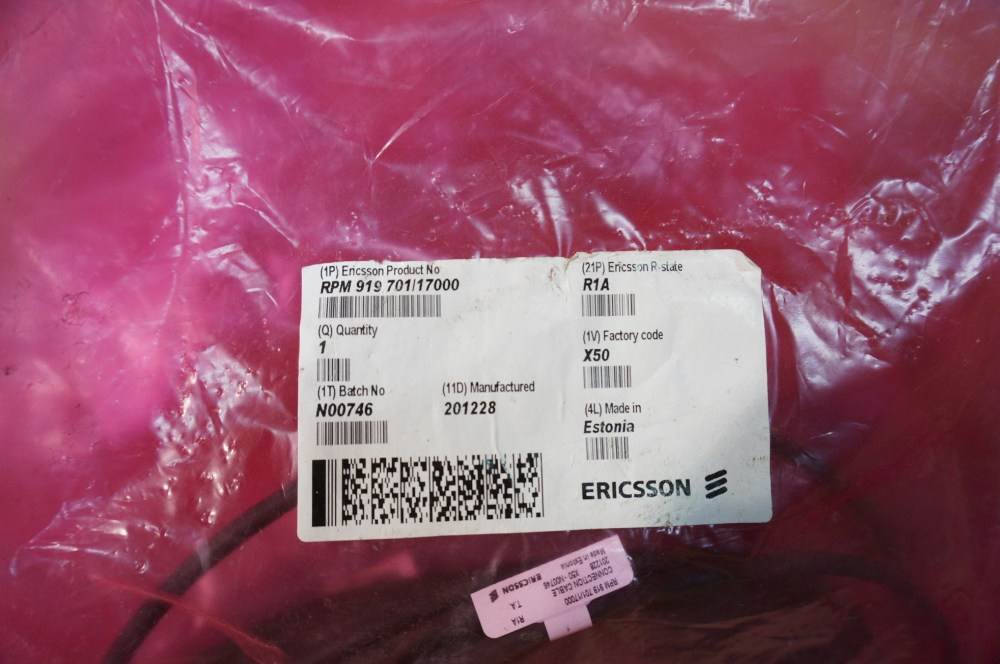 (1P) Ericsson Product No
RPM 919 701/17000
(Q) Quantity
1
(1T) Batch No
N00746
(11D) Manufactured
201228
(21P) Ericsson R-state
R1A
(1V) Factory code
X50
(4L) Made in
Estonia
ERICSSON
RPM 919 701/17000
R1A
CONNECTION CABLE
T.A
X50 -N00746
201228
Made in Estonia
ERICSSON